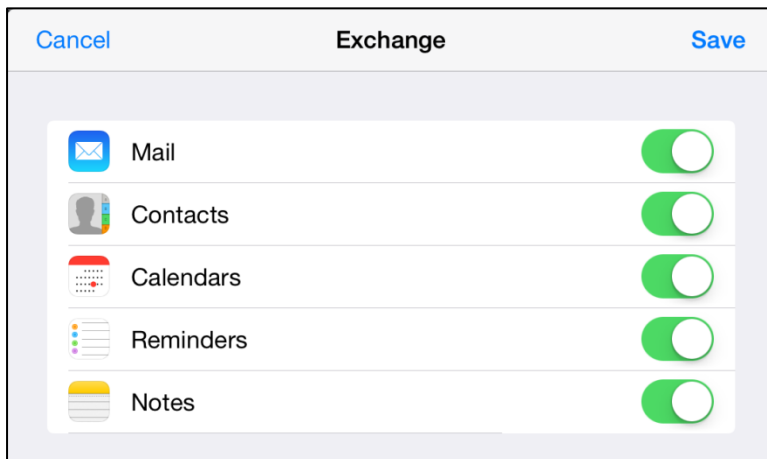 Cancel Exchange Save
Mail
Contacts
Calendars
Reminders
Notes